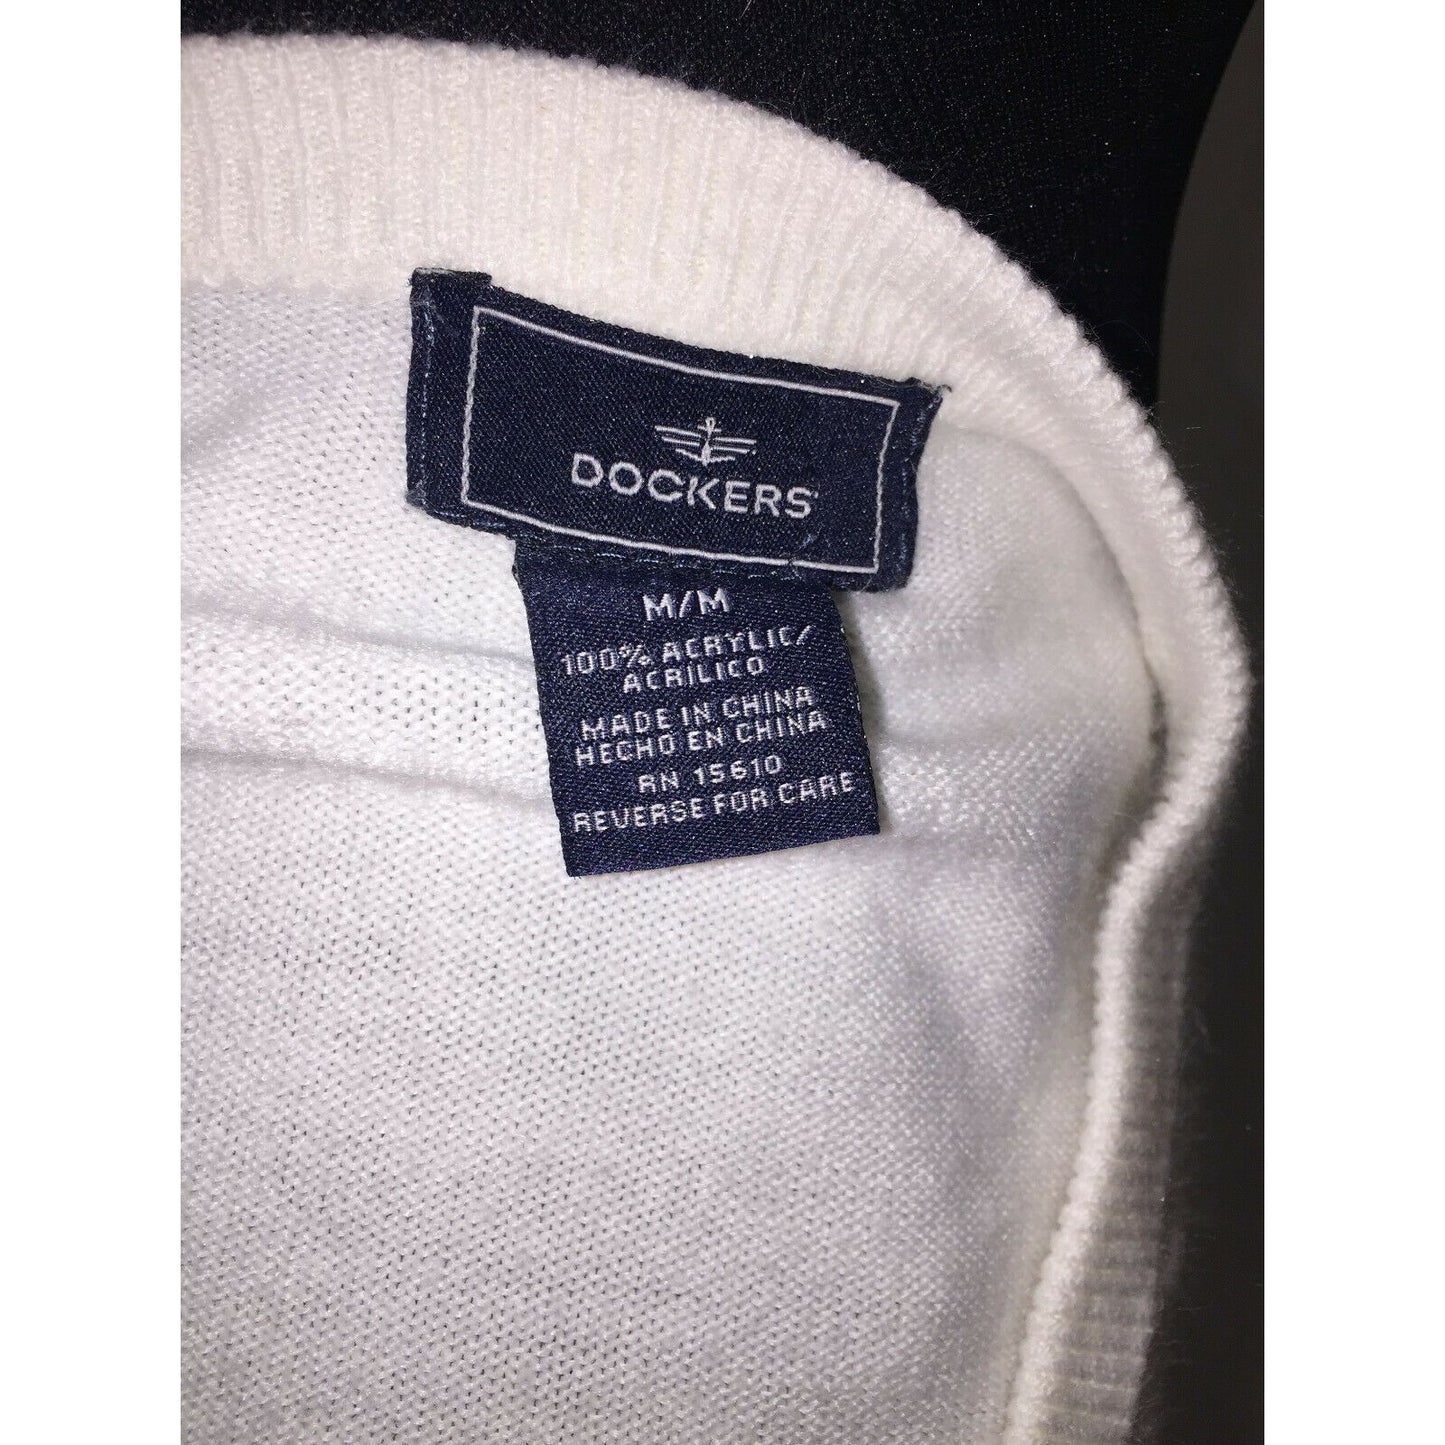 DOCKERS
M/M
100% ACRYLIC/
ACRILICO
MADE IN CHINA
HECHO EN CHINA
RN 15610
REVERSE FOR CARE